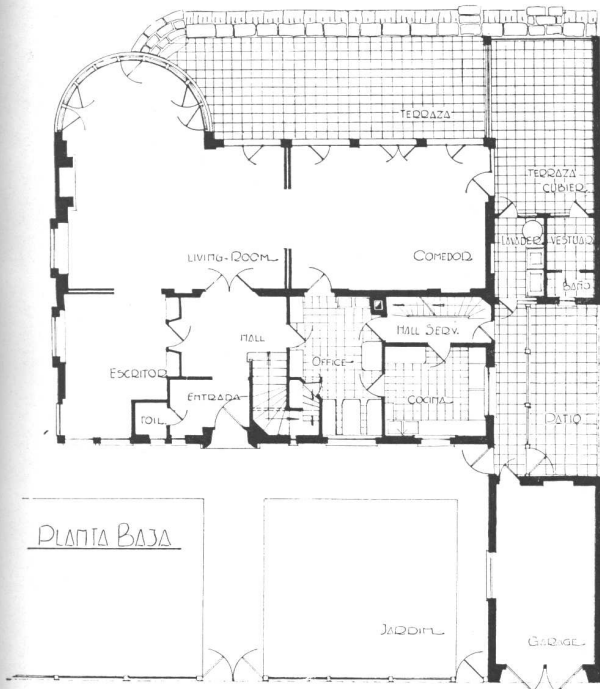 TERRAZA
TERRAZA
CUBIER.
LIVING-ROOM
COMEDOR
LAVADER.
VESTUAR.
BAÑO
HALL
HALL SERV.
OFFICE
ESCRITOR.
ENTRADA
COCINA
TOIL.
PATIO
PLANTA BAJA
JARDIN
GARAGE